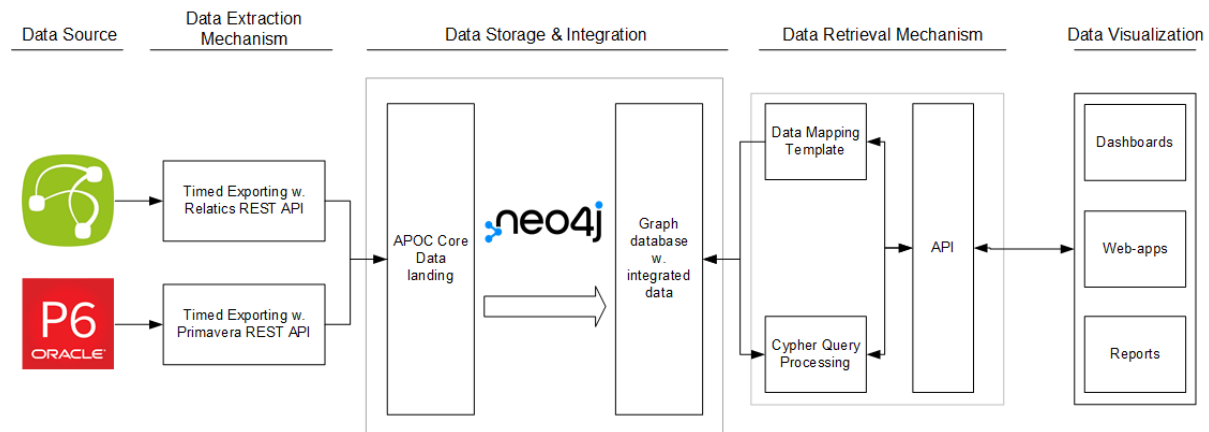 Data Source
Data Extraction
Mechanism
Data Storage & Integration
Data Retrieval Mechanism
Data Visualization
Timed Exporting w.
Relatics REST API
P6
ORACLE
Timed Exporting w.
Primavera REST API
APOC Core
Data
landing
neo4j
Graph
database
w.
integrated
data
Data Mapping
Template
Cypher Query
Processing
API
Dashboards
Web-apps
Reports